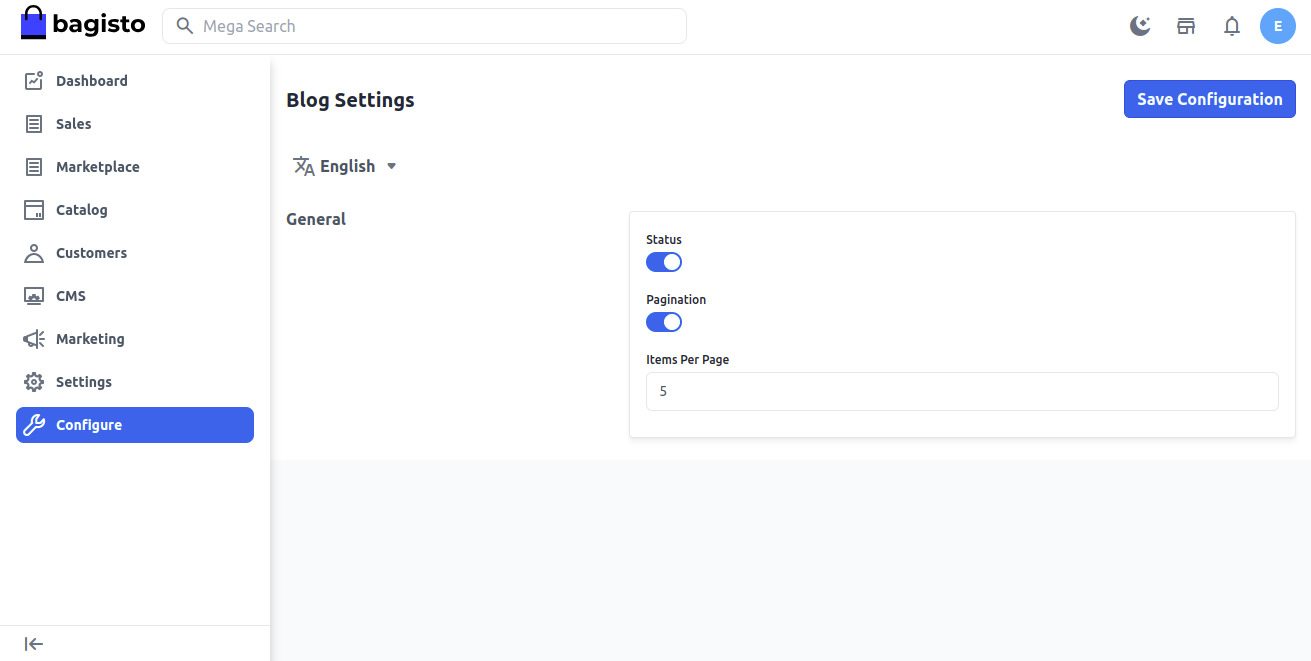 bagisto
Mega Search
E
Dashboard
Sales
Marketplace
Catalog
Customers
CMS
Marketing
Settings
Configure
Blog Settings
Save Configuration
English
General
Status
Pagination
Items Per Page
5